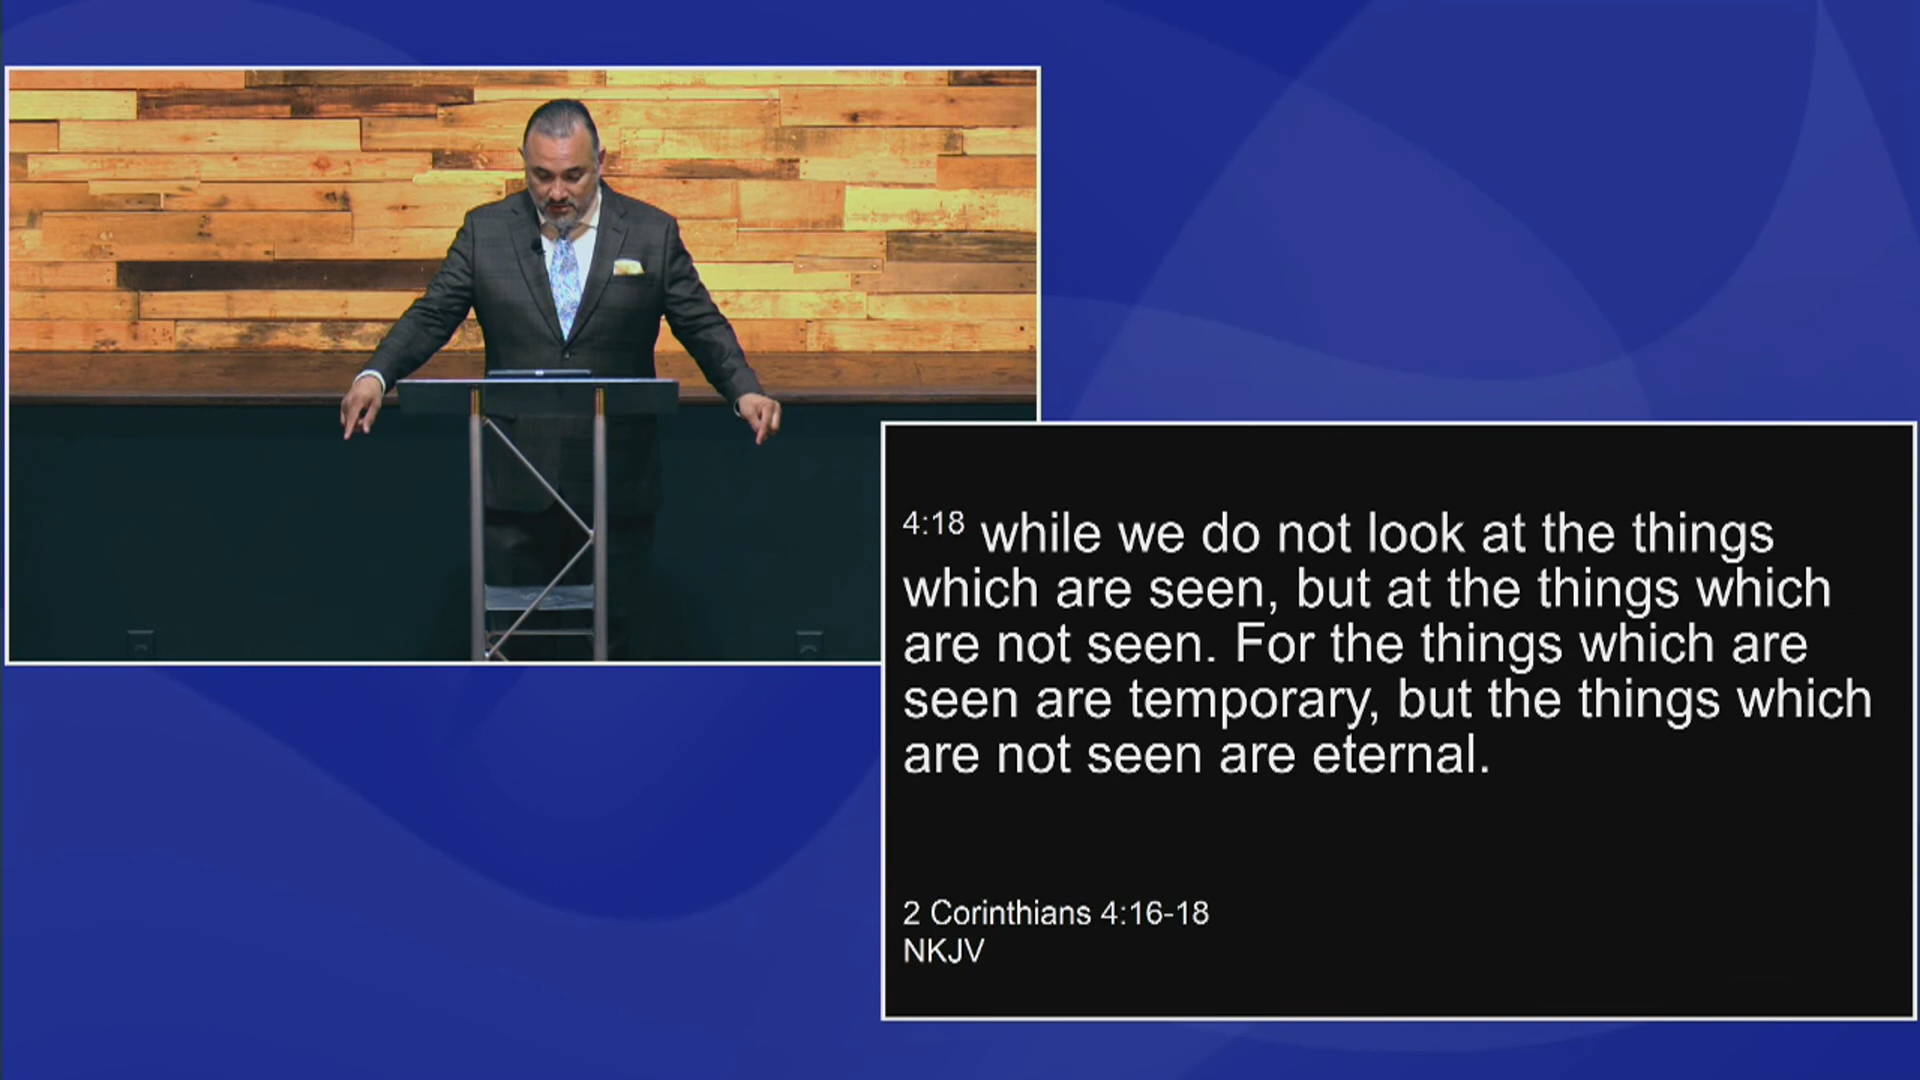 4:18 while we do not look at the things
which are seen, but at the things which
are not seen. For the things which are
seen are temporary, but the things which
are not seen are eternal.
2 Corinthians 4:16-18
NKJV